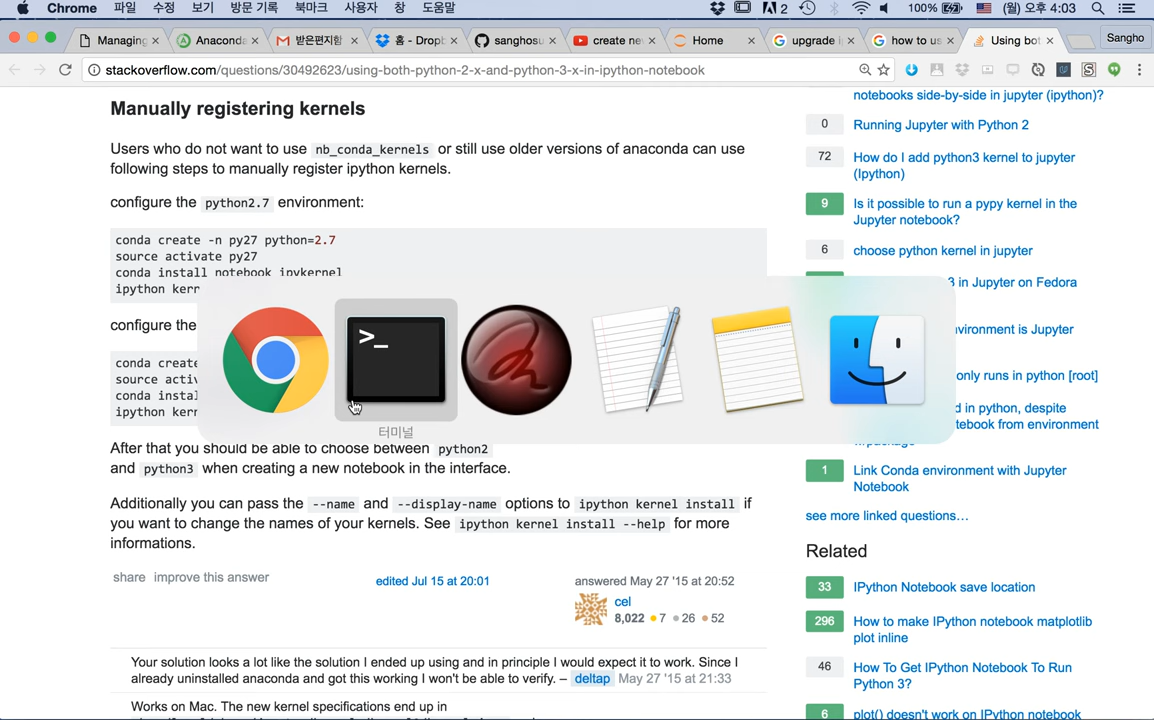 Chrome 파일 수정 보기 방문 기록 북마크 사용자 창 도움말
2 100% (월) 오후 4:03
Managing
Anaconda
받은편지함
홈 - Dropb
sanghosu
create ne
Home
upgrade i
how to us
Using bot
Sangho
stackoverflow.com/questions/30492623/using-both-python-2-x-and-python-3-x-in-ipython-notebook
Manually registering kernels
Users who do not want to use nb_conda_kernels or still use older versions of anaconda can use
following steps to manually register ipython kernels.
configure the python2.7 environment:
conda create -n py27 python=2.7
source activate py27
conda install notebook ipykernel
ipython kern
configure the
conda create
source activ
conda instal
ipython kern
>_
터미널
After that you should be able to choose between python2
and python3 when creating a new notebook in the interface.
Additionally you can pass the --name and --display-name options to ipython kernel install if
you want to change the names of your kernels. See ipython kernel install --help for more
informations.
share improve this answer
edited Jul 15 at 20:01
answered May 27 '15 at 20:52
cel
8,022 7 26 52
Your solution looks a lot like the solution I ended up using and in principle I would expect it to work. Since I
already uninstalled anaconda and got this working I won't be able to verify. – deltap May 27 '15 at 21:33
Works on Mac. The new kernel specifications end up in
notebooks side-by-side in jupyter (ipython)?
0 Running Jupyter with Python 2
72 How do I add python3 kernel to jupyter
(Ipython)
9 Is it possible to run a pypy kernel in the
Jupyter notebook?
6 choose python kernel in jupyter
3 in Jupyter on Fedora
vironment is Jupyter
only runs in python [root]
d in python, despite
tebook from environment
1 Link Conda environment with Jupyter
Notebook
see more linked questions…
Related
33 IPython Notebook save location
296 How to make IPython notebook matplotlib
plot inline
46 How To Get IPython Notebook To Run
Python 3?
6 plot() doesn't work on IPython notebook